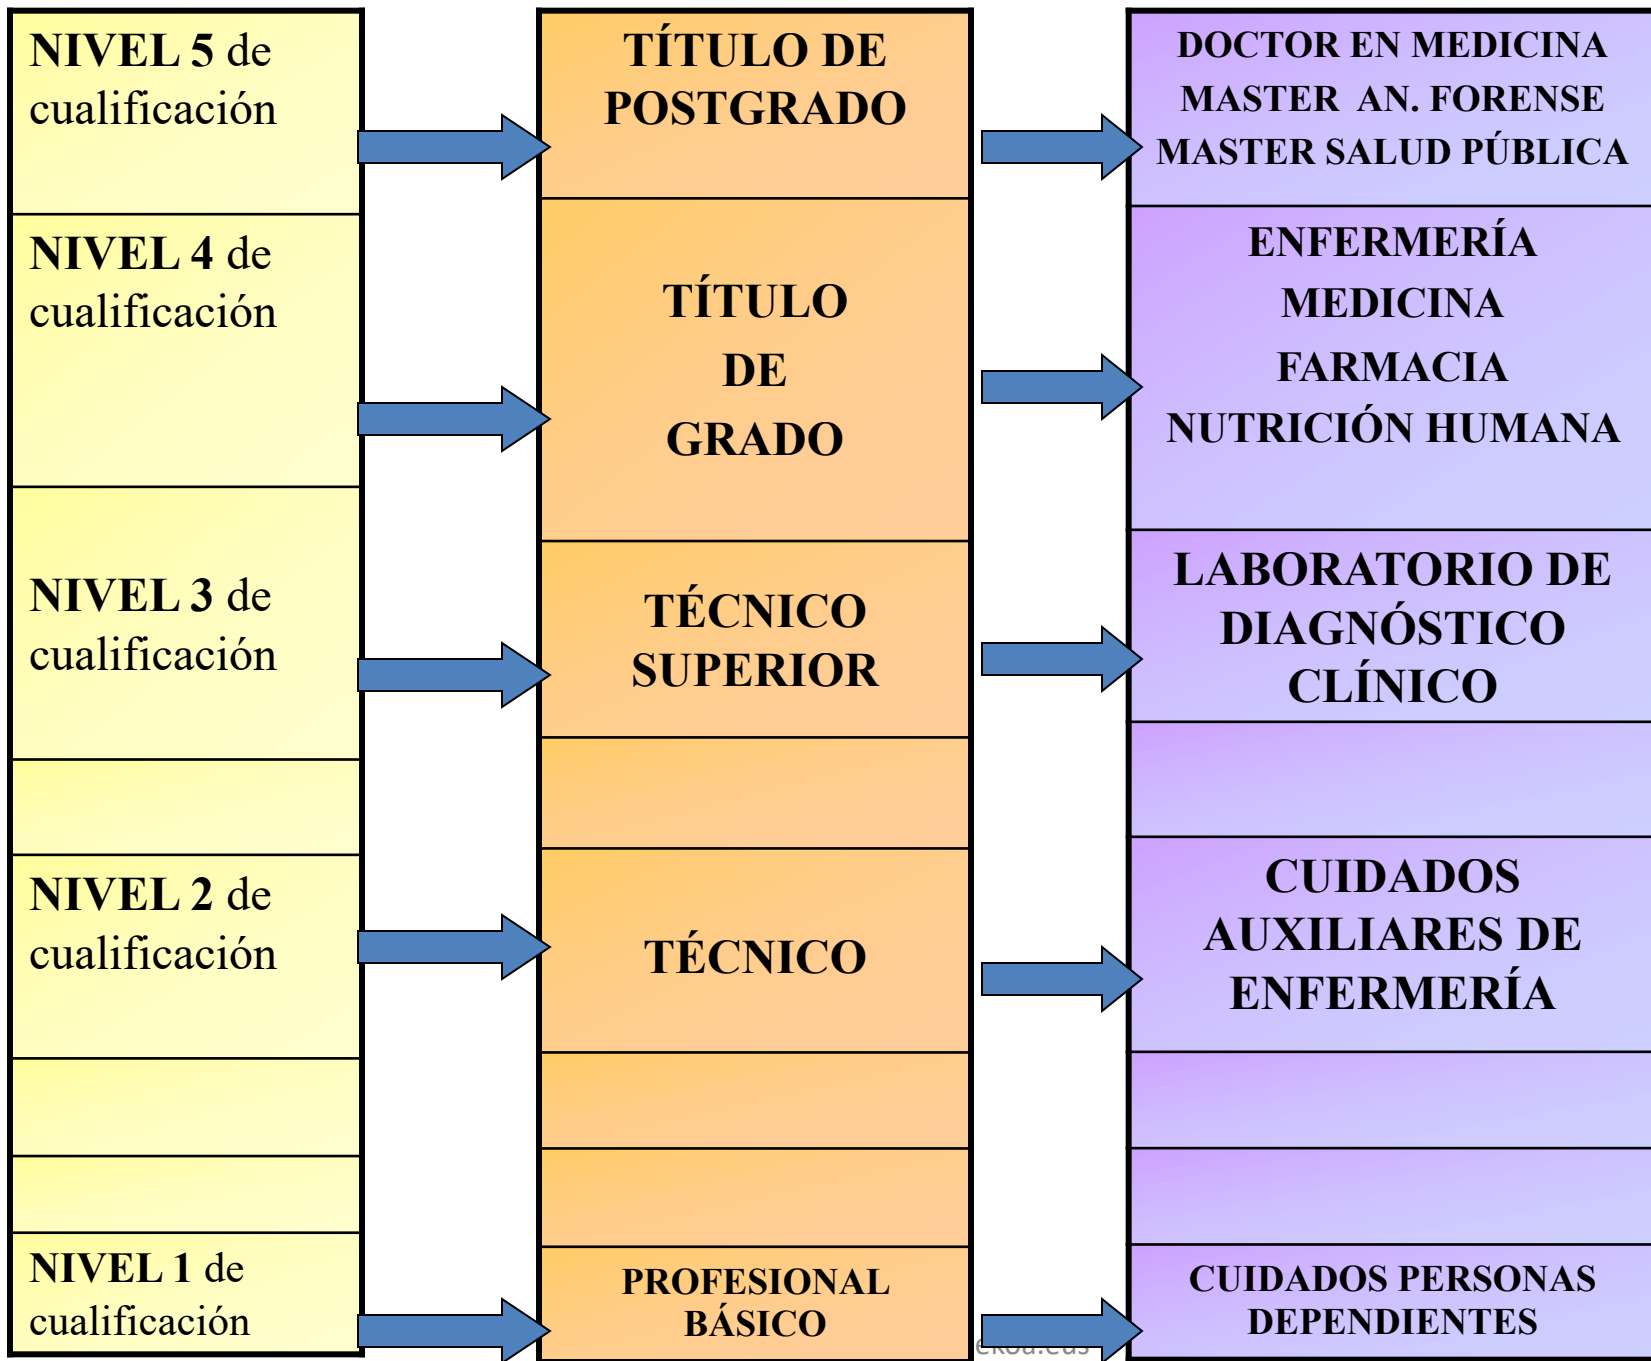 NIVEL 5 de
cualificación
TÍTULO DE
POSTGRADO
DOCTOR EN MEDICINA
MASTER AN. FORENSE
MASTER SALUD PÚBLICA
NIVEL 4 de
cualificación
TÍTULO
DE
GRADO
ENFERMERÍA
MEDICINA
FARMACIA
NUTRICIÓN HUMANA
NIVEL 3 de
cualificación
TÉCNICO
SUPERIOR
LABORATORIO DE
DIAGNÓSTICO
CLÍNICO
NIVEL 2 de
cualificación
TÉCNICO
CUIDADOS
AUXILIARES DE
ENFERMERÍA
NIVEL 1 de
cualificación
PROFESIONAL
BÁSICO
CUIDADOS PERSONAS
DEPENDIENTES